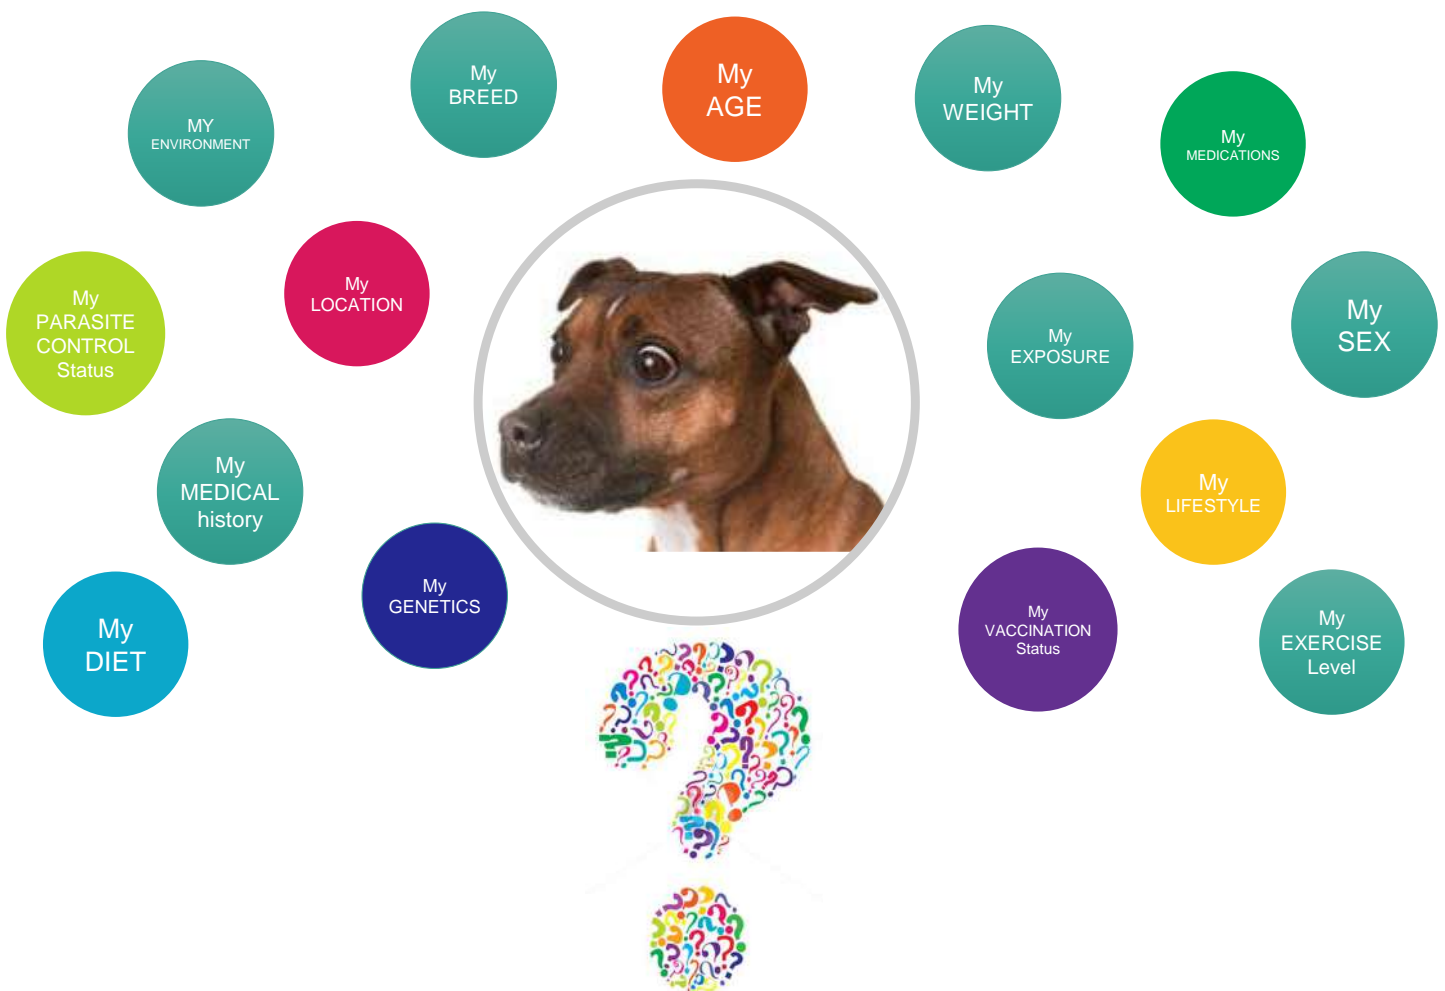 My
BREED
My
AGE
My
WEIGHT
MY
ENVIRONMENT
My
MEDICATIONS
My
LOCATION
My
PARASITE
CONTROL
Status
My
EXPOSURE
My
SEX
My
MEDICAL
history
My
LIFESTYLE
My
GENETICS
My
DIET
My
VACCINATION
Status
My
EXERCISE
Level
?